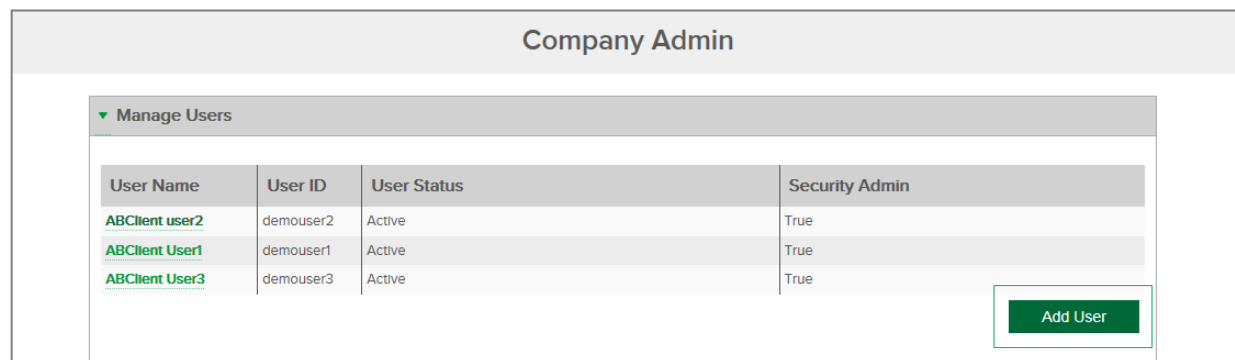 Company Admin
Manage Users
User Name User ID User Status Security Admin
ABClient user2 demouser2 Active True
ABClient User1 demouser1 Active True
ABClient User3 demouser3 Active True
Add User